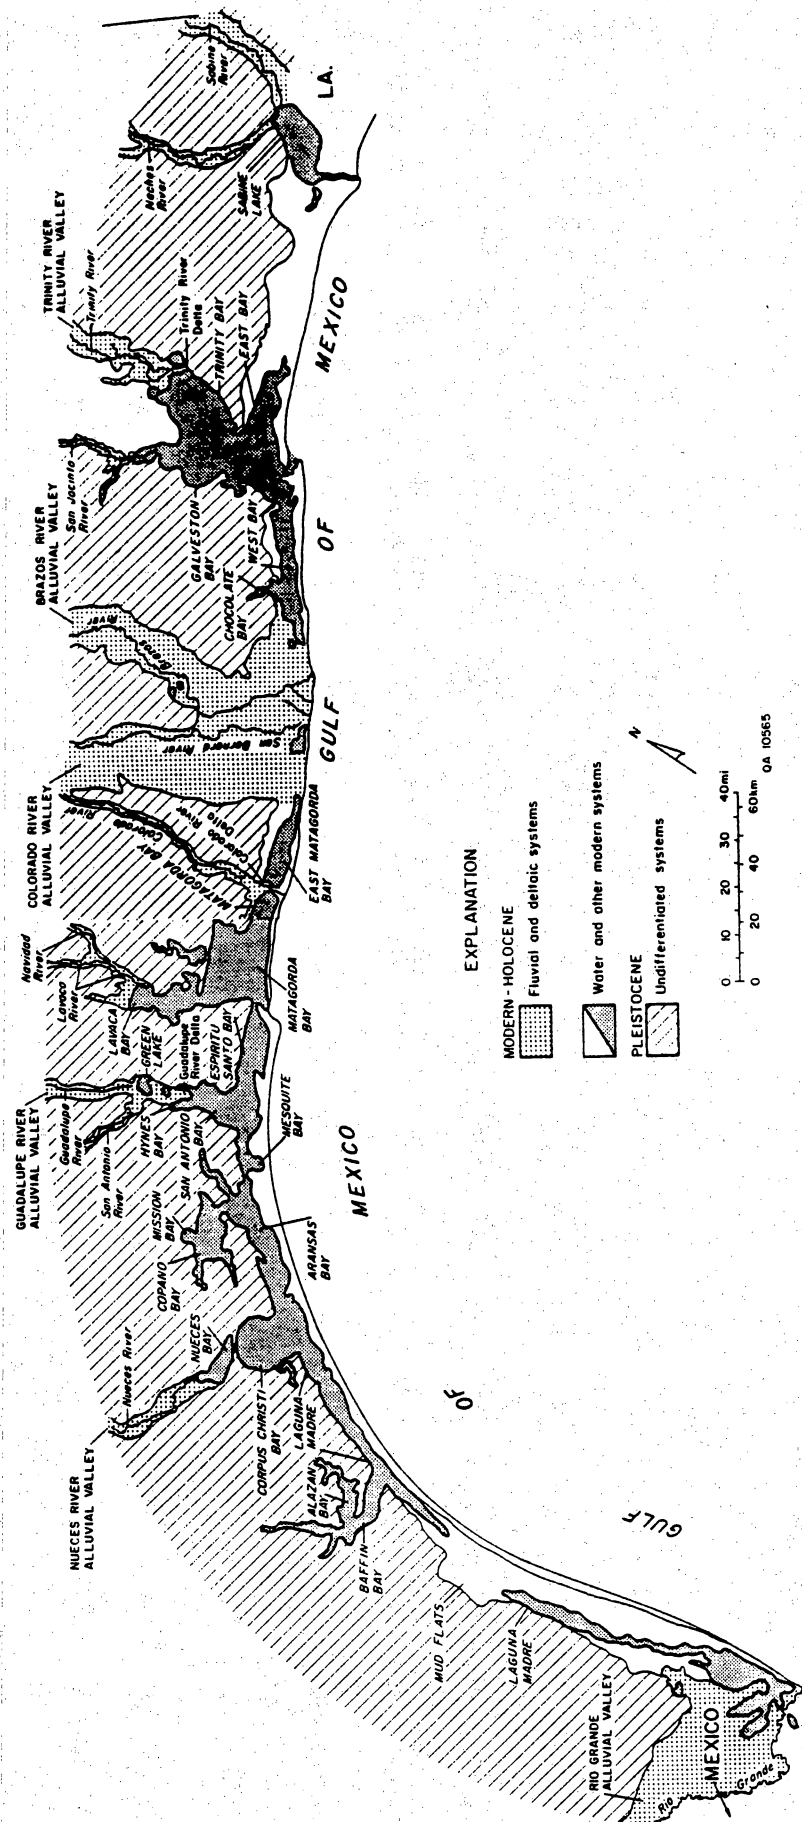 LA.
Sabine
River
Neches
River
SABINE
LAKE
TRINITY RIVER
ALLUVIAL VALLEY
Trinity River
Trinity River
Delta
TRINITY BAY
EAST BAY
MEXICO
San Jacinto
River
GALVESTON
BAY
WEST BAY
CHOCOLATE
BAY
OF
BRAZOS RIVER
ALLUVIAL VALLEY
Brazos
River
San Bernard River
GULF
COLORADO RIVER
ALLUVIAL VALLEY
Colorado
River
Colorado River
Delta
MATAGORDA BAY
EAST MATAGORDA
BAY
Navidad
River
Lavaca
River
LAVACA
BAY
MATAGORDA
BAY
GREEN
LAKE
Guadalupe
River Delta
ESPIRITU
SANTO BAY
GUADALUPE RIVER
ALLUVIAL VALLEY
Guadalupe
River
San Antonio
River
HYNES
BAY
SAN ANTONIO
BAY
MESQUITE
BAY
MISSION
BAY
COPANO
BAY
ARANSAS
BAY
MEXICO
NUECES
BAY
Nueces River
NUECES RIVER
ALLUVIAL VALLEY
CORPUS CHRISTI
BAY
LAGUNA
MADRE
ALAZAN
BAY
BAFFIN
BAY
OF
GULF
MUD FLATS
LAGUNA
MADRE
RIO GRANDE
ALLUVIAL VALLEY
MEXICO
Rio Grande
EXPLANATION
MODERN-HOLOCENE
Fluvial and deltaic systems
Water and other modern systems
PLEISTOCENE
Undifferentiated systems
N
0 10 20 30 40mi
0 20 40 60km
QA 10565